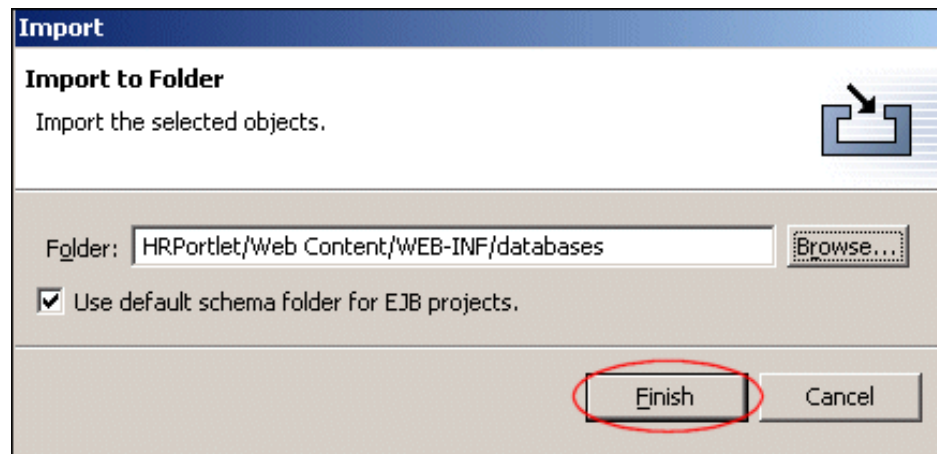 Import
Import to Folder
Import the selected objects.
Folder: HRPortlet/Web Content/WEB-INF/databases Browse...
Use default schema folder for EJB projects.
Finish Cancel